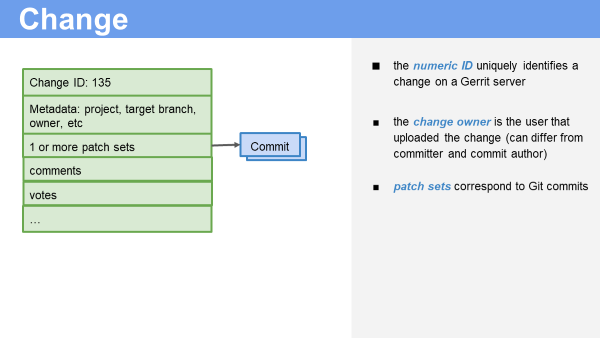 Change
Change ID: 135
Metadata: project, target branch,
owner, etc
1 or more patch sets
comments
votes
...
Commit
the numeric ID uniquely identifies a
change on a Gerrit server
the change owner is the user that
uploaded the change (can differ from
committer and commit author)
patch sets correspond to Git commits